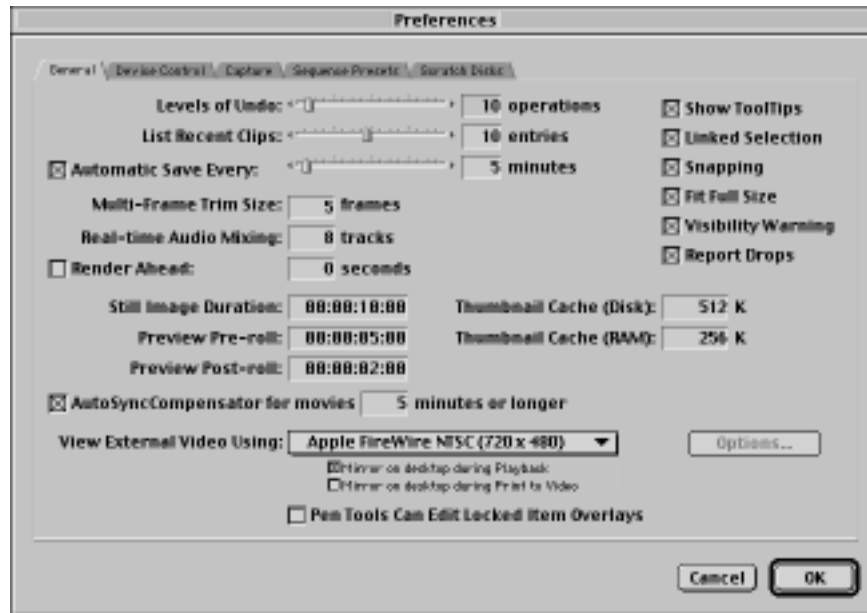 Preferences
General Device Control Capture Sequence Presets Scratch Disks
Levels of Undo: 10 operations
Show ToolTips
List Recent Clips: 10 entries
Linked Selection
Automatic Save Every: 5 minutes
Snapping
Multi-Frame Trim Size: 5 frames
Fit Full Size
Real-time Audio Mixing: 8 tracks
Visibility Warning
Render Ahead: 0 seconds
Report Drops
Still Image Duration: 00:00:10:00 Thumbnail Cache (Disk): 512 K
Preview Pre-roll: 00:00:05:00 Thumbnail Cache (RAM): 256 K
Preview Post-roll: 00:00:02:00
AutoSyncCompensator for movies 5 minutes or longer
View External Video Using: Apple FireWire NTSC (720 x 480) Options...
Mirror on desktop during Playback
Mirror on desktop during Print to Video
Pen Tools Can Edit Locked Item Overlays
Cancel OK